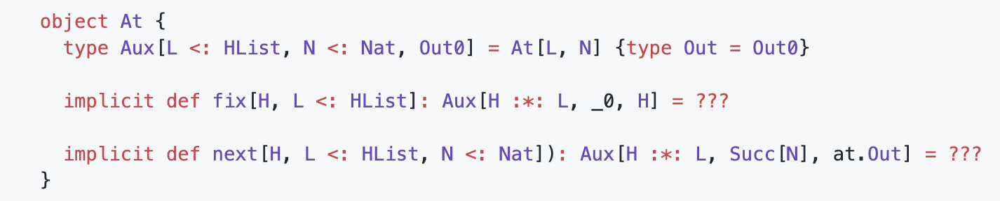 object At {
  type Aux[L <: HList, N <: Nat, Out0] = At[L, N] {type Out = Out0}
  implicit def fix[H, L <: HList]: Aux[H :*: L, _0, H] = ???
  implicit def next[H, L <: HList, N <: Nat]): Aux[H :*: L, Succ[N], at.Out] = ???
}